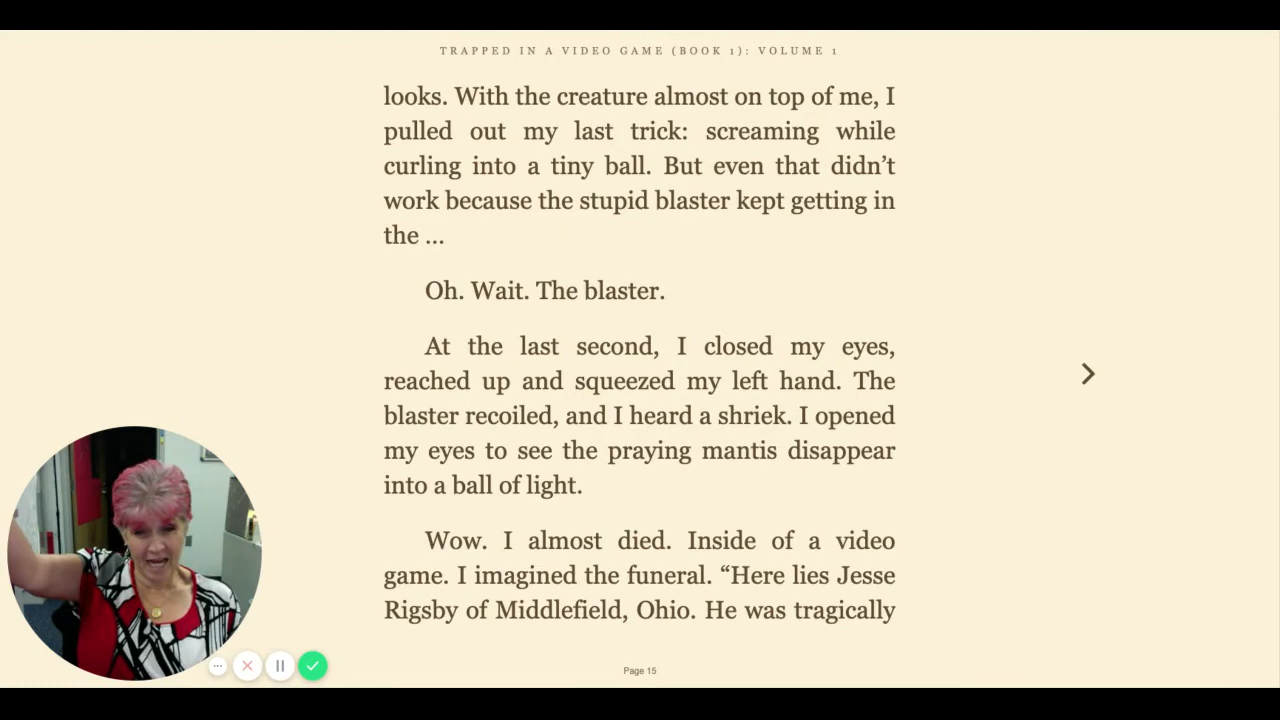 TRAPPED IN A VIDEO GAME (BOOK 1): VOLUME 1
looks. With the creature almost on top of me, I
pulled out my last trick: screaming while
curling into a tiny ball. But even that didn’t
work because the stupid blaster kept getting in
the ...
Oh. Wait. The blaster.
At the last second, I closed my eyes,
reached up and squeezed my left hand. The
blaster recoiled, and I heard a shriek. I opened
my eyes to see the praying mantis disappear
into a ball of light.
Wow. I almost died. Inside of a video
game. I imagined the funeral. “Here lies Jesse
Rigsby of Middlefield, Ohio. He was tragically
Page 15